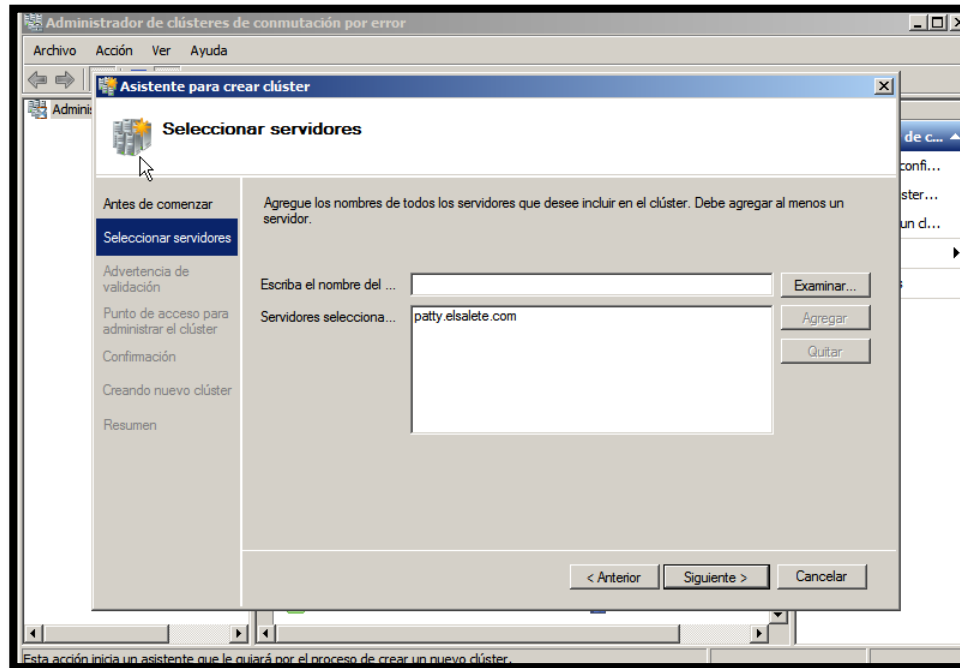 Administrador de clústeres de conmutación por error
Archivo Acción Ver Ayuda
Adminis
Asistente para crear clúster
Seleccionar servidores
de c...
confi...
ster...
un cl...
Antes de comenzar
Seleccionar servidores
Advertencia de
validación
Punto de acceso para
administrar el clúster
Confirmación
Creando nuevo clúster
Resumen
Agregue los nombres de todos los servidores que desee incluir en el clúster. Debe agregar al menos un
servidor.
Escriba el nombre del ...
Examinar...
Servidores selecciona...
patty.elsalete.com
Agregar
Quitar
< Anterior
Siguiente >
Cancelar
Esta acción inicia un asistente que le guiará por el proceso de crear un nuevo clúster.